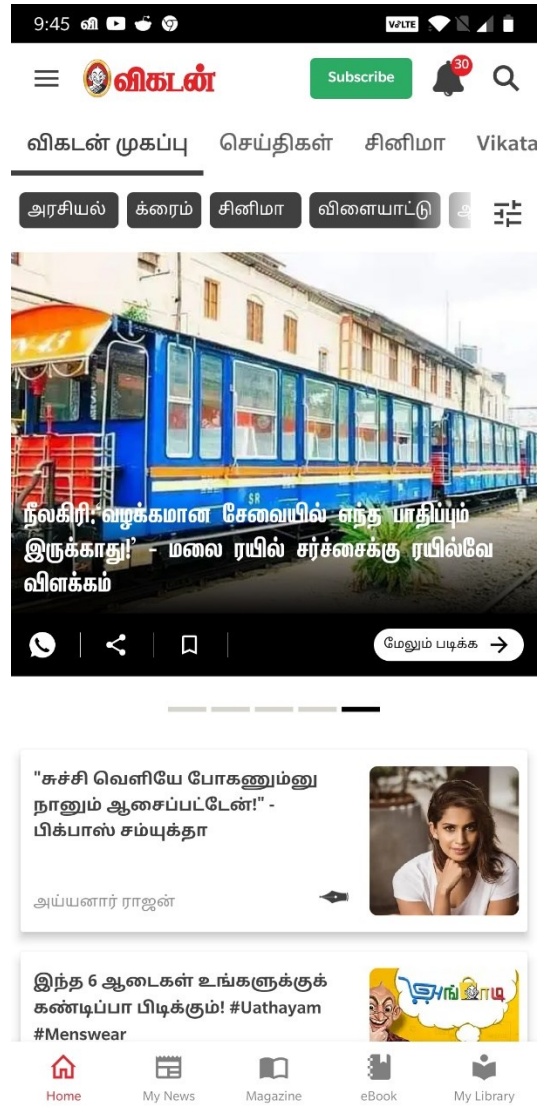 9:45 வி
VoLTE
விகடன்
Subscribe
30
விகடன் முகப்பு செய்திகள் சினிமா Vikata
அரசியல் க்ரைம் சினிமா விளையாட்டு
SR
நீலகிரி:`வழக்கமான சேவையில் எந்த பாதிப்பும்
இருக்காது!’ - மலை ரயில் சர்ச்சைக்கு ரயில்வே
விளக்கம்
மேலும் படிக்க
"சுச்சி வெளியே போகணும்னு
நானும் ஆசைப்பட்டேன்!" -
பிக்பாஸ் சம்யுக்தா
அய்யனார் ராஜன்
இந்த 6 ஆடைகள் உங்களுக்குக்
கண்டிப்பா பிடிக்கும்! #Uathayam
#Menswear
அங்காடி
Home My News Magazine eBook My Library